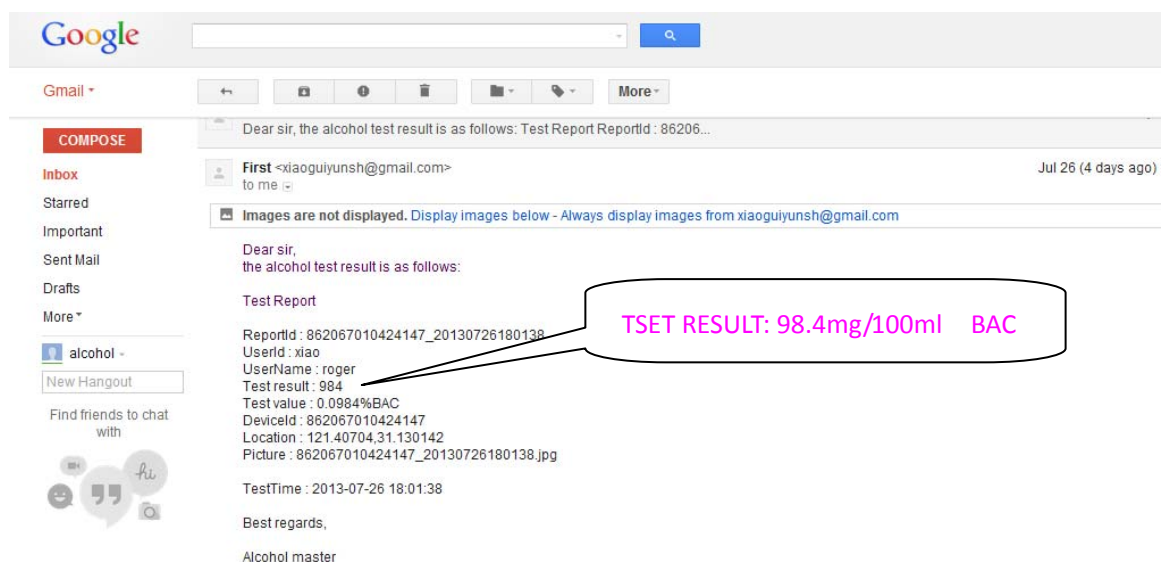 Google
Gmail
More
COMPOSE
Dear sir, the alcohol test result is as follows: Test Report ReportId : 86206...
Inbox
First <xiaoguiyunsh@gmail.com>
Jul 26 (4 days ago)
to me
Starred
Images are not displayed. Display images below - Always display images from xiaoguiyunsh@gmail.com
Important
Sent Mail
Drafts
More
alcohol
New Hangout
Find friends to chat
with
hi
Dear sir,
the alcohol test result is as follows:
Test Report
ReportId : 862067010424147_20130726180138
UserId : xiao
UserName : roger
Test result : 984
Test value : 0.0984%BAC
DeviceId : 862067010424147
Location : 121.40704,31.130142
Picture : 862067010424147_20130726180138.jpg
TestTime : 2013-07-26 18:01:38
Best regards,
Alcohol master
TSET RESULT: 98.4mg/100ml BAC